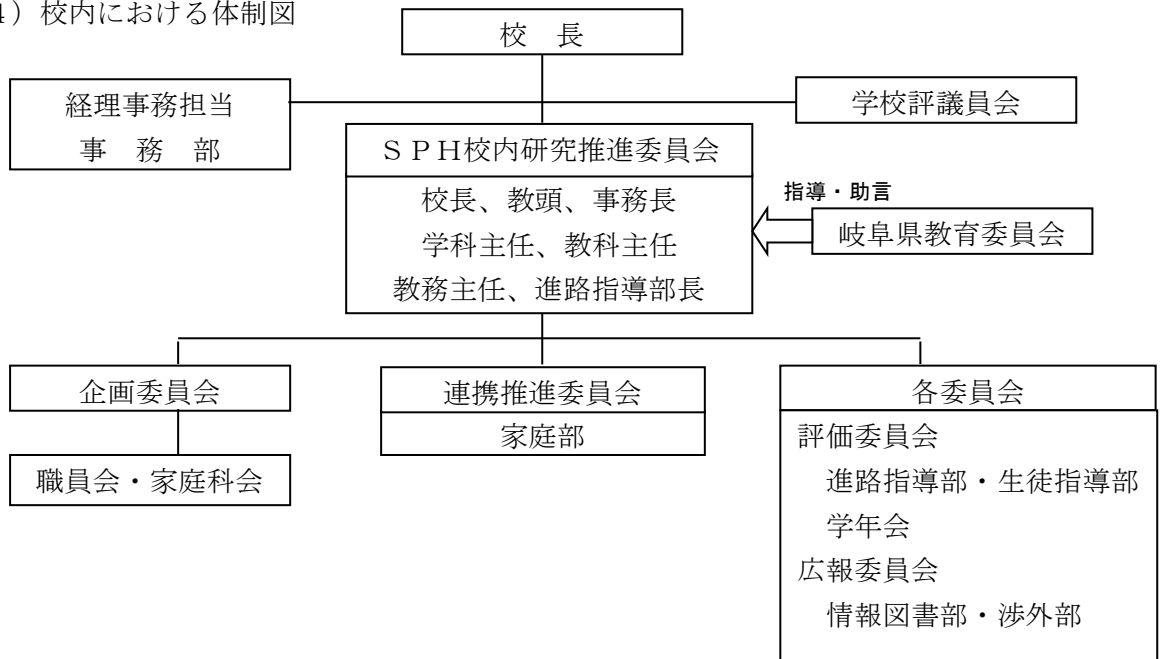 ）校内における体制図
校　長
経理事務担当
事　務　部
学校評議員会
ＳＰＨ校内研究推進委員会
校長、教頭、事務長
学科主任、教科主任
教務主任、進路指導部長
指導・助言
岐阜県教育委員会
企画委員会
職員会・家庭科会
連携推進委員会
家庭部
各委員会
評価委員会
進路指導部・生徒指導部
学年会
広報委員会
情報図書部・渉外部